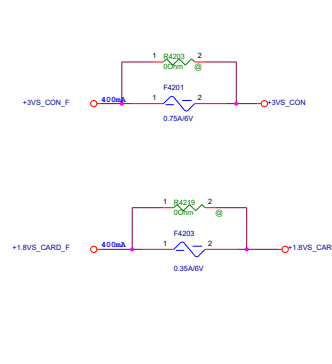 1 R4203 2
0Ohm @
F4201
+3VS_CON_F 400mA 1 2 +3VS_CON
0.75A/6V
1 R4219 2
0Ohm @
F4203
+1.8VS_CARD_F 400mA 1 2 +1.8VS_CAR
0.35A/6V